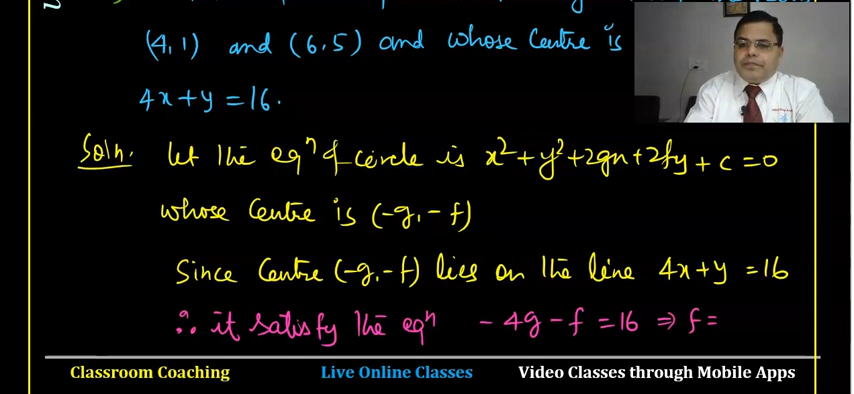 (4,1) and (6,5) and whose Centre is
4x+y=16.
Soln. Let the eqⁿ of circle is x²+y²+2gx+2fy+c=0
whose Centre is (-g,-f)
Since Centre (-g,-f) lies on the line 4x+y=16
∴ it satisfy the eqⁿ -4g-f=16 ⇒ f=
Classroom Coaching Live Online Classes Video Classes through Mobile Apps